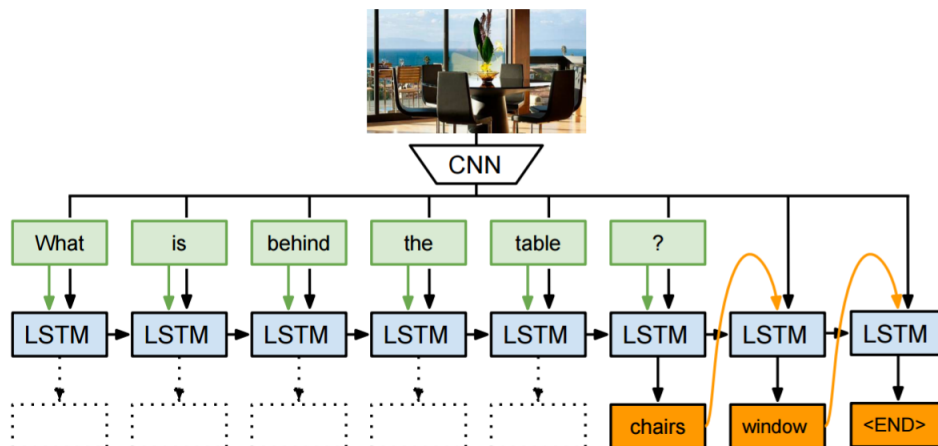 CNN
What is behind the table ?
LSTM LSTM LSTM LSTM LSTM LSTM LSTM LSTM
chairs window <END>